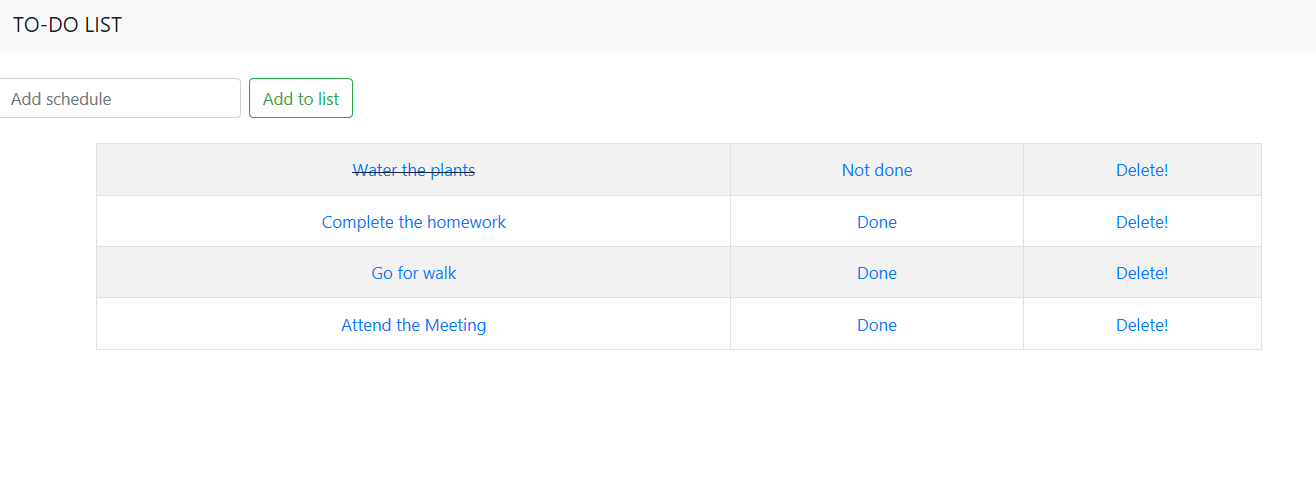 TO-DO LIST
Add schedule Add to list
Water the plants Not done Delete!
Complete the homework Done Delete!
Go for walk Done Delete!
Attend the Meeting Done Delete!